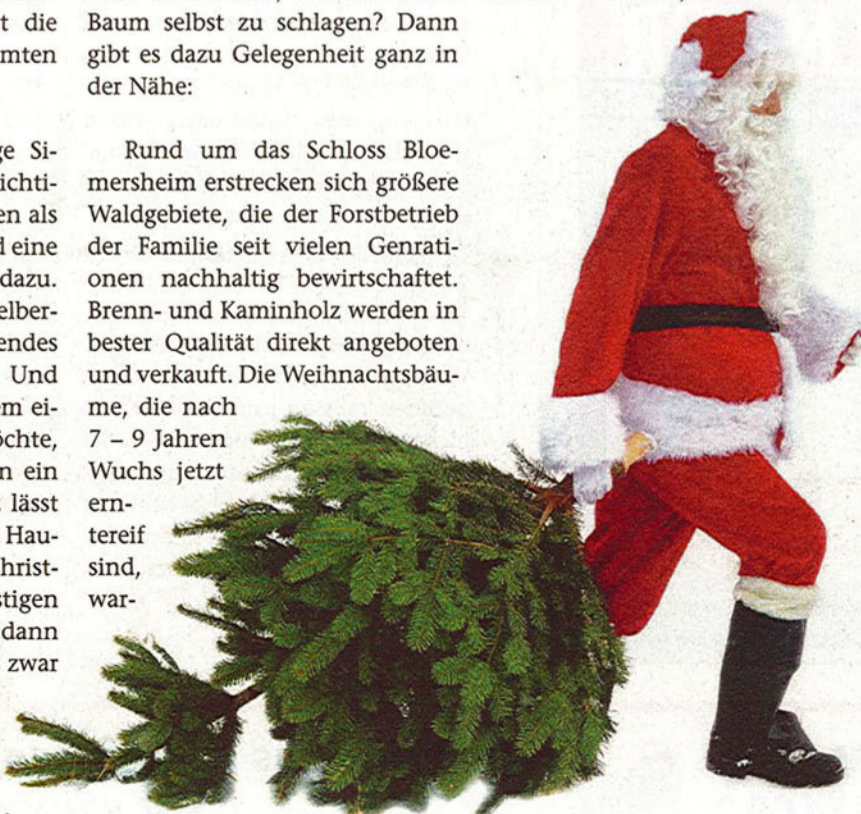 t die
mten
ge Si-
ichti-
en als
d eine
dazu.
elber-
endes
Und
em ei-
öchte,
n ein
lässt
Hau-
hrist-
stigen
dann
zwar
Baum selbst zu schlagen? Dann
gibt es dazu Gelegenheit ganz in
der Nähe:
Rund um das Schloss Bloe-
mersheim erstrecken sich größere
Waldgebiete, die der Forstbetrieb
der Familie seit vielen Genrati-
onen nachhaltig bewirtschaftet.
Brenn- und Kaminholz werden in
bester Qualität direkt angeboten
und verkauft. Die Weihnachtsbäu-
me, die nach
7 – 9 Jahren
Wuchs jetzt
ern-
tereif
sind,
war-